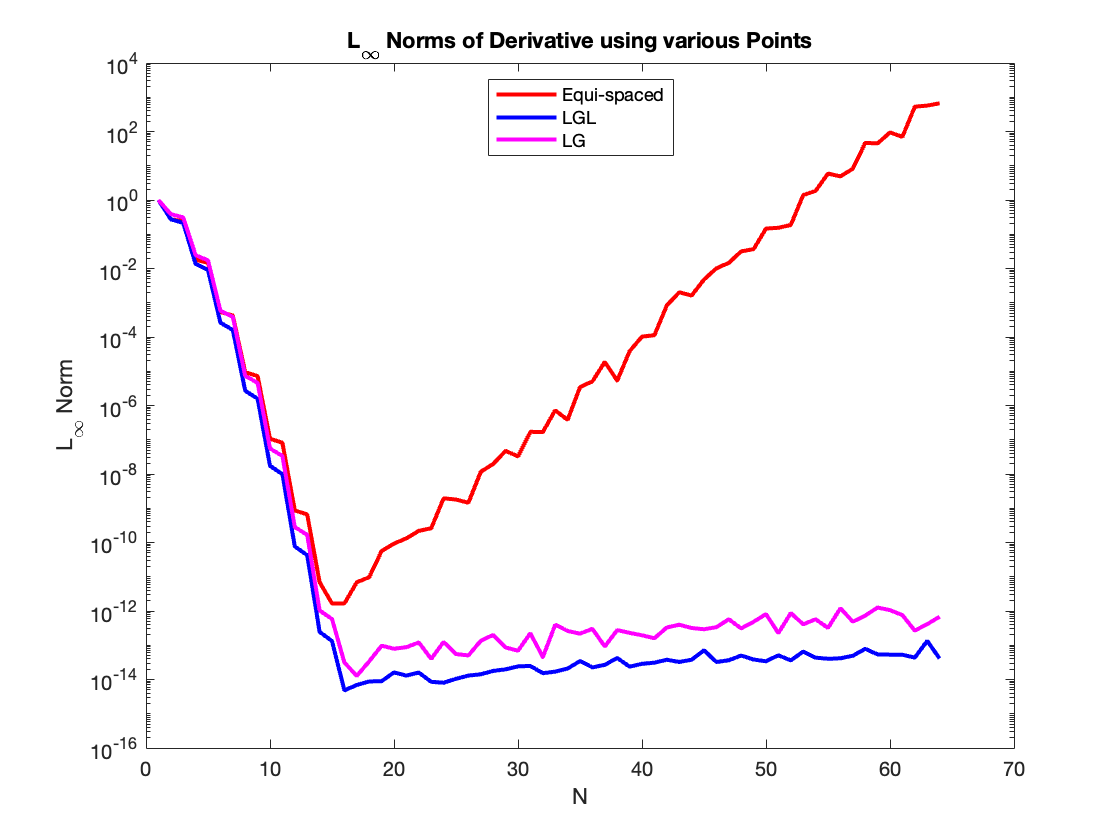 L∞ Norms of Derivative using various Points
Equi-spaced
LGL
LG
10^4
10^2
10^0
10^-2
10^-4
10^-6
10^-8
10^-10
10^-12
10^-14
10^-16
L∞ Norm
0 10 20 30 40 50 60 70
N